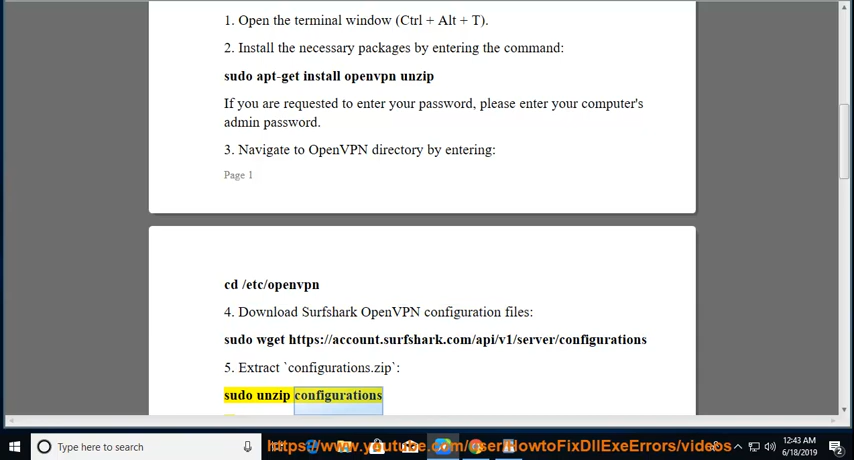 1. Open the terminal window (Ctrl + Alt + T).
2. Install the necessary packages by entering the command:
sudo apt-get install openvpn unzip
If you are requested to enter your password, please enter your computer's
admin password.
3. Navigate to OpenVPN directory by entering:
Page 1
cd /etc/openvpn
4. Download Surfshark OpenVPN configuration files:
sudo wget https://account.surfshark.com/api/v1/server/configurations
5. Extract `configurations.zip`:
sudo unzip configurations
Type here to search
https://www.youtube.com/user/HowtoFixDllExeErrors/videos
12:43 AM
6/18/2019
2